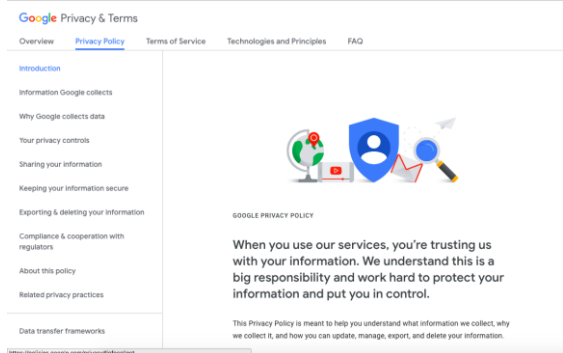 Google Privacy & Terms
Overview Privacy Policy Terms of Service Technologies and Principles FAQ
Introduction
Information Google collects
Why Google collects data
Your privacy controls
Sharing your information
Keeping your information secure
Exporting & deleting your information
Compliance & cooperation with
regulators
About this policy
Related privacy practices
Data transfer frameworks
GOOGLE PRIVACY POLICY
When you use our services, you’re trusting us
with your information. We understand this is a
big responsibility and work hard to protect your
information and put you in control.
This Privacy Policy is meant to help you understand what information we collect, why
we collect it, and how you can update, manage, export, and delete your information.